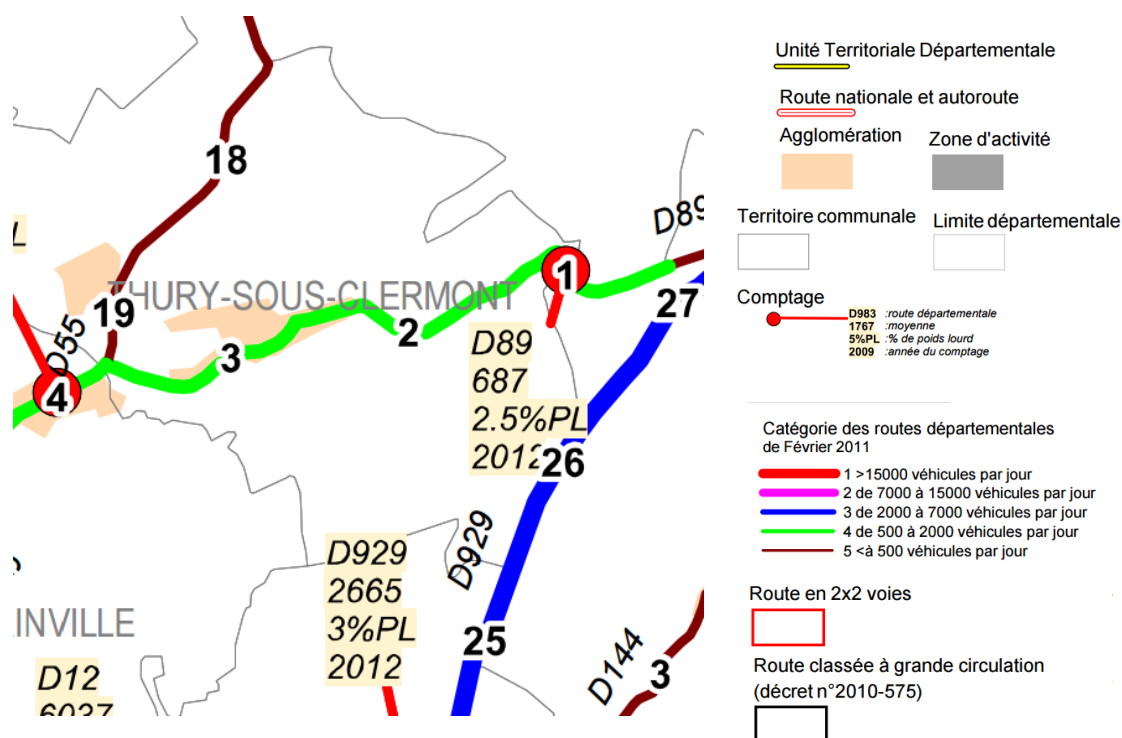 18
D89
L
1
THURY-SOUS-CLERMONT
27
19
2
D55
3
D89
687
2.5%PL
2012
4
26
D929
D929
2665
3%PL
2012
INVILLE
25
D144
3
D12
6037
Unité Territoriale Départementale
Route nationale et autoroute
Agglomération
Zone d'activité
Territoire communale
Limite départementale
Comptage
D983 :route départementale
1767 :moyenne
5%PL :% de poids lourd
2009 :année du comptage
Catégorie des routes départementales
de Février 2011
1 >15000 véhicules par jour
2 de 7000 à 15000 véhicules par jour
3 de 2000 à 7000 véhicules par jour
4 de 500 à 2000 véhicules par jour
5 <à 500 véhicules par jour
Route en 2x2 voies
Route classée à grande circulation
(décret n°2010-575)